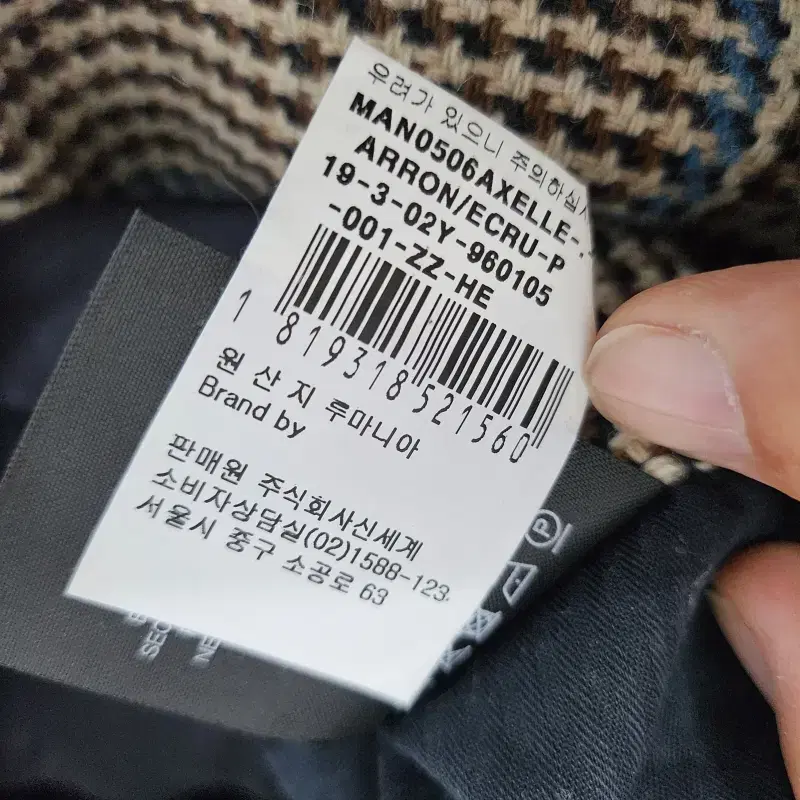 우려가 있으니 주의하십시
MAN0506AXELLE-.
ARRON/ECRU-P
19-3-02Y-960105
-001-ZZ-HE
1 819318521560
원 산 지 루마니아
Brand by
판매원 주식회사신세계
소비자상담실(02)1588-123
서울시 중구 소공로 63
SEC
NE
P